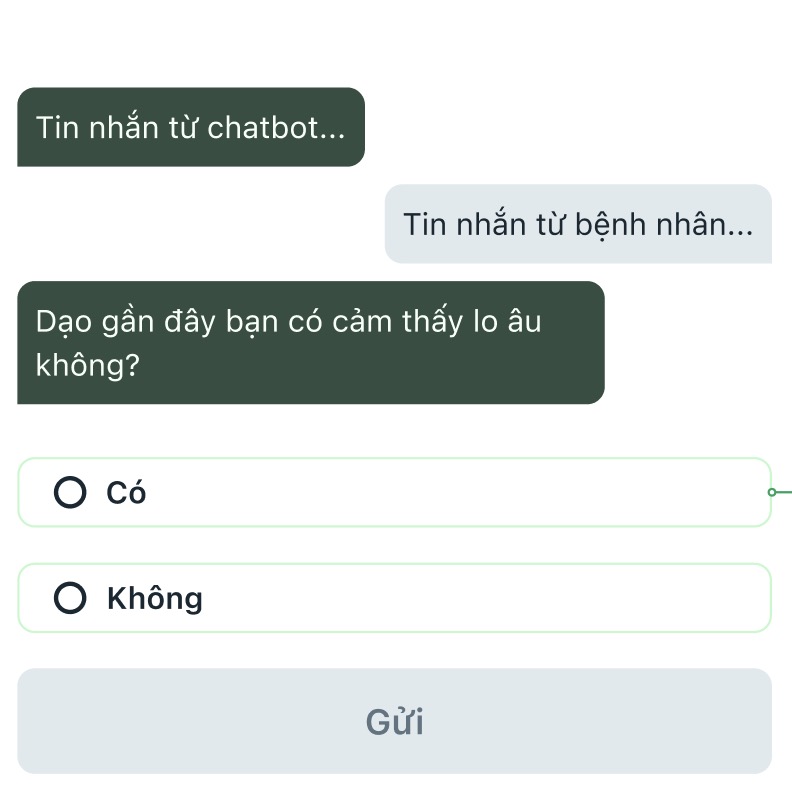 Tin nhắn từ chatbot...
Tin nhắn từ bệnh nhân...
Dạo gần đây bạn có cảm thấy lo âu
không?
Có
Không
Gửi